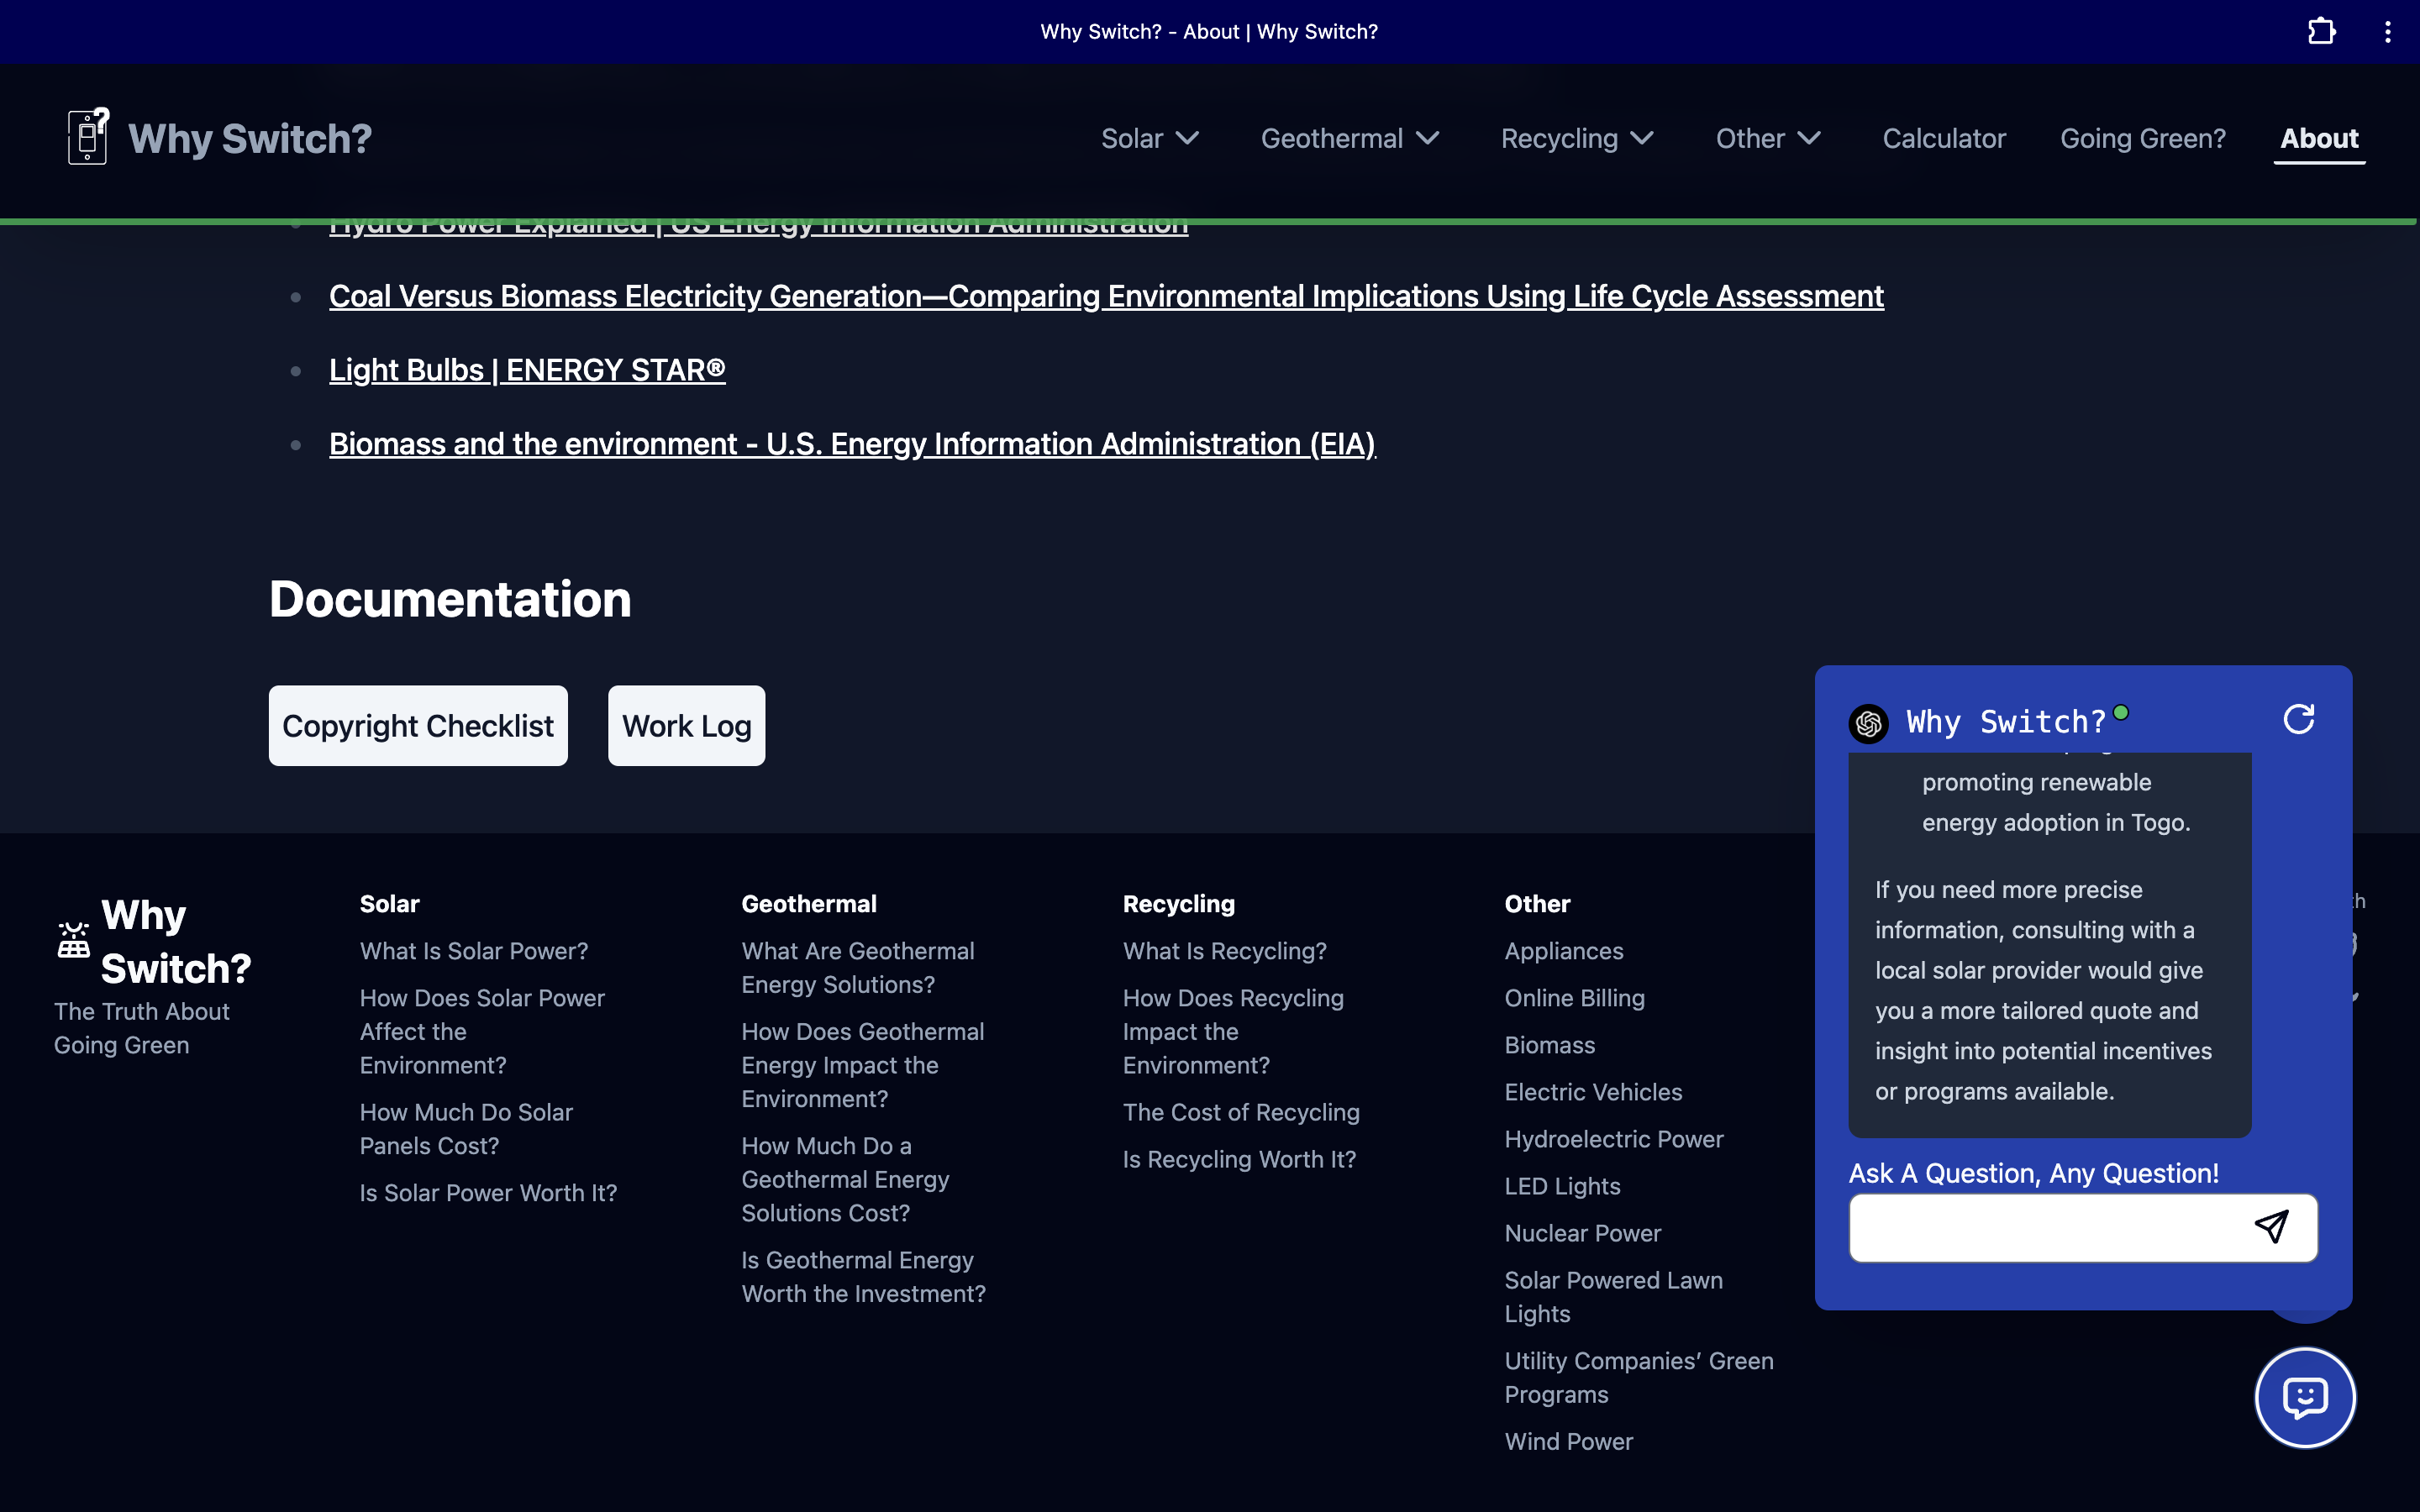 Why Switch? - About | Why Switch?
Why Switch?
Solar
Geothermal
Recycling
Other
Calculator
Going Green?
About
Hydro Power Explained | US Energy Information Administration
Coal Versus Biomass Electricity Generation—Comparing Environmental Implications Using Life Cycle Assessment
Light Bulbs | ENERGY STAR®
Biomass and the environment - U.S. Energy Information Administration (EIA)
Documentation
Copyright Checklist
Work Log
Why
Switch?
The Truth About
Going Green
Solar
What Is Solar Power?
How Does Solar Power
Affect the
Environment?
How Much Do Solar
Panels Cost?
Is Solar Power Worth It?
Geothermal
What Are Geothermal
Energy Solutions?
How Does Geothermal
Energy Impact the
Environment?
How Much Do a
Geothermal Energy
Solutions Cost?
Is Geothermal Energy
Worth the Investment?
Recycling
What Is Recycling?
How Does Recycling
Impact the
Environment?
The Cost of Recycling
Is Recycling Worth It?
Other
Appliances
Online Billing
Biomass
Electric Vehicles
Hydroelectric Power
LED Lights
Nuclear Power
Solar Powered Lawn
Lights
Utility Companies’ Green
Programs
Wind Power
Why Switch?
promoting renewable
energy adoption in Togo.
If you need more precise
information, consulting with a
local solar provider would give
you a more tailored quote and
insight into potential incentives
or programs available.
Ask A Question, Any Question!